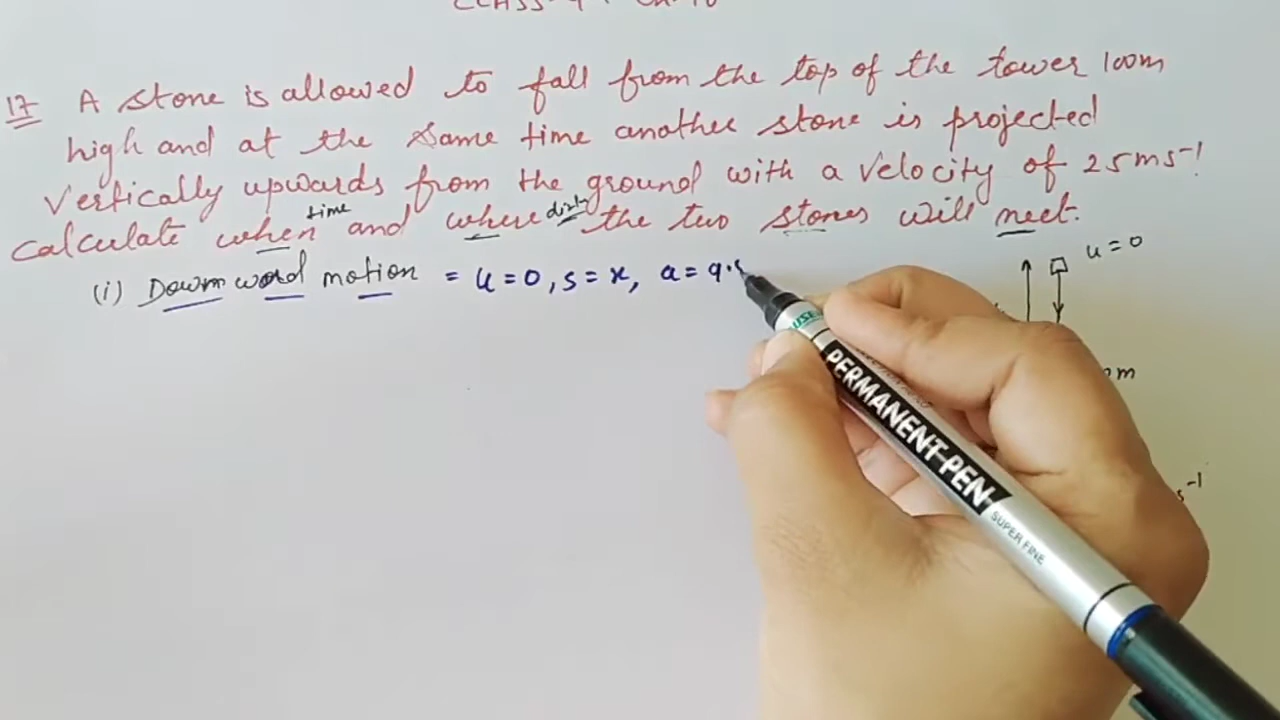 17 A stone is allowed to fall from the top of the tower 100m
high and at the same time another stone is projected
vertically upwards from the ground with a velocity of 25ms-1
time
calculate when and where the two stones will meet.
u=0
(i) Downword motion = u=0, s=x, a=9.
PERMANENT PEN
SUPER FINE